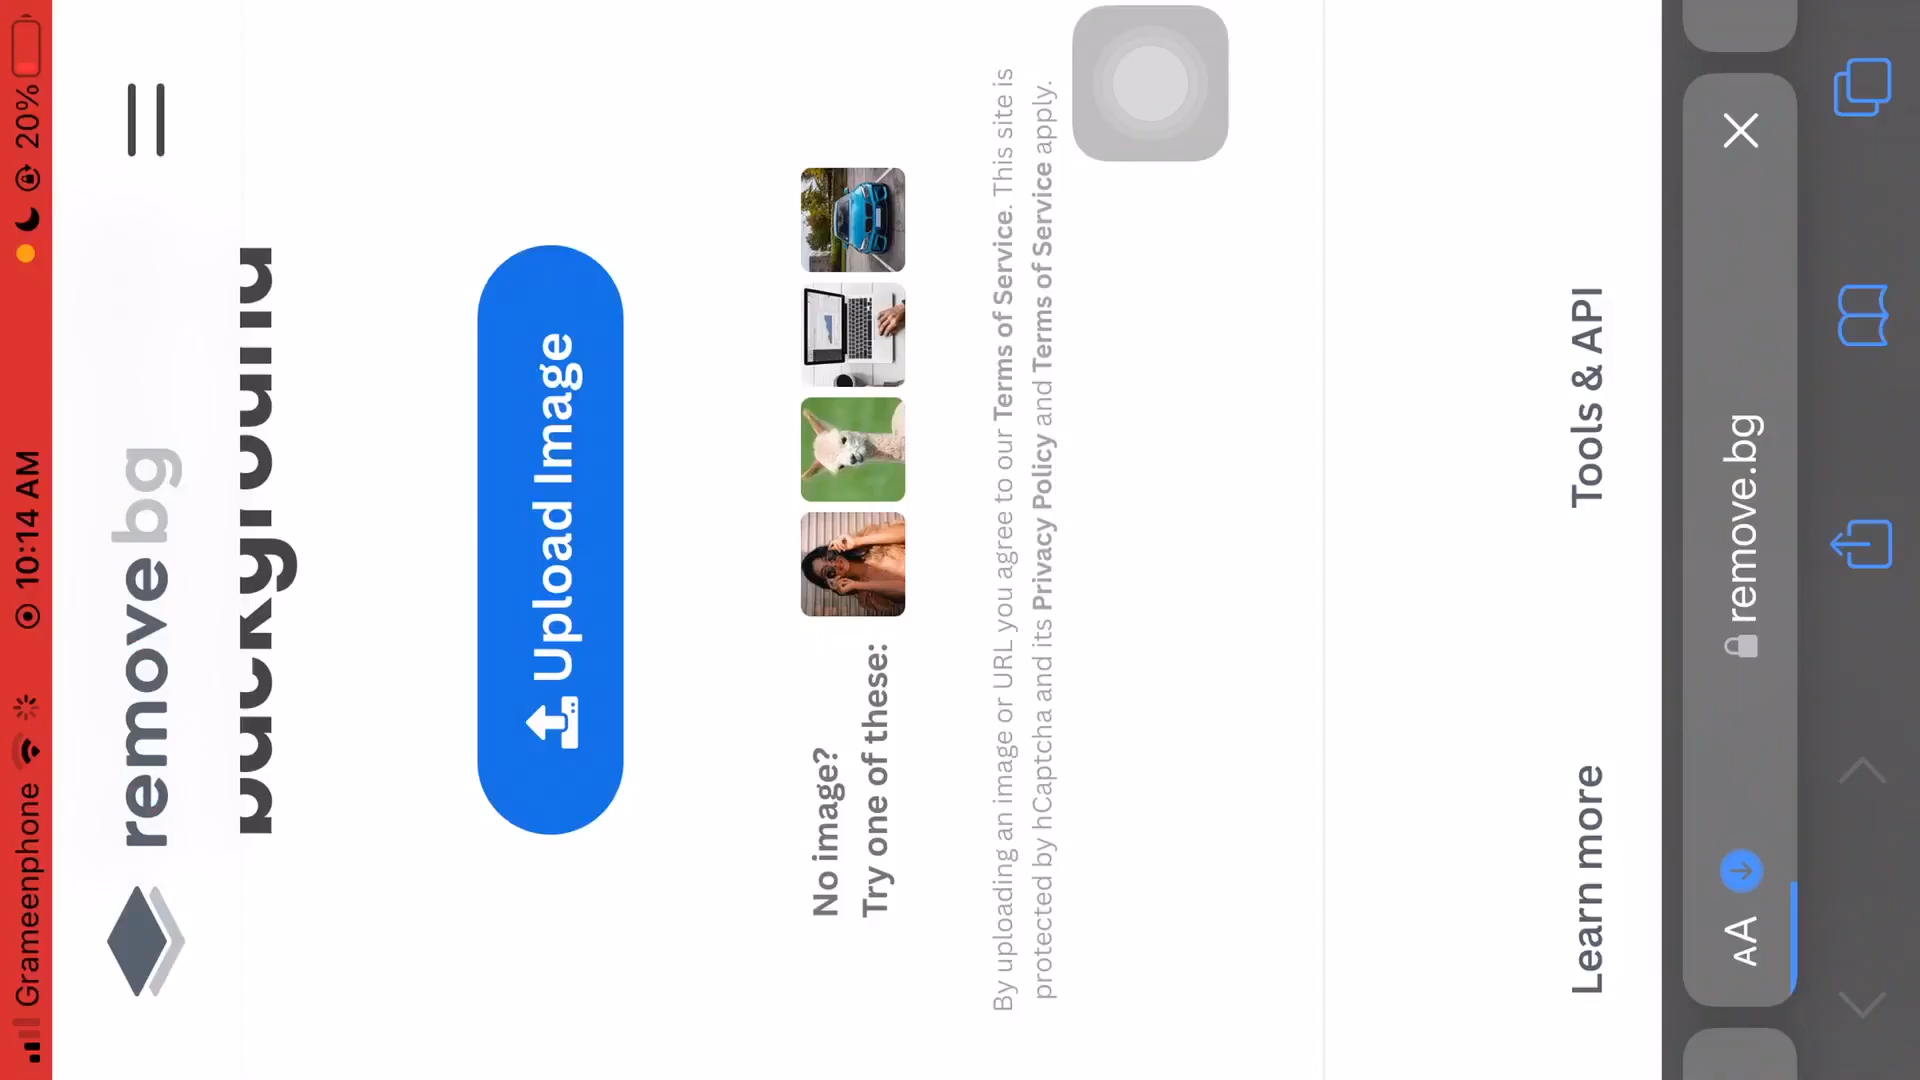 Grameenphone 10:14 AM 20%
removebg
background
Upload Image
No image?
Try one of these:
By uploading an image or URL you agree to our Terms of Service. This site is
protected by hCaptcha and its Privacy Policy and Terms of Service apply.
Learn more Tools & API
AA remove.bg